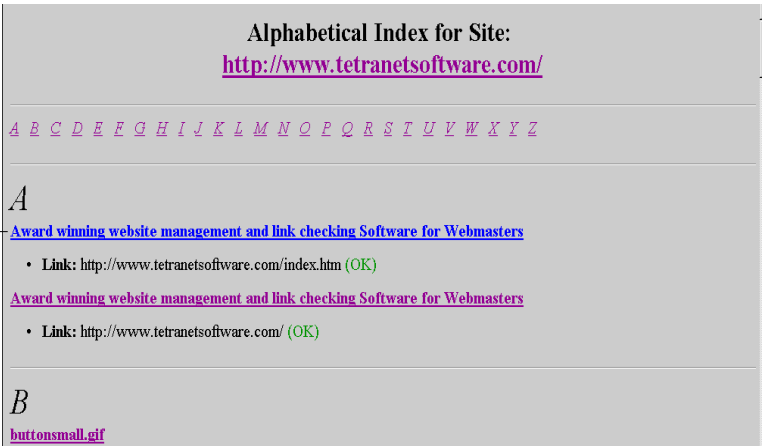 Alphabetical Index for Site:
http://www.tetranetsoftware.com/
A B C D E F G H I J K L M N O P Q R S T U V W X Y Z
A
Award winning website management and link checking Software for Webmasters
• Link: http://www.tetranetsoftware.com/index.htm (OK)
Award winning website management and link checking Software for Webmasters
• Link: http://www.tetranetsoftware.com/ (OK)
B
buttonsmall.gif